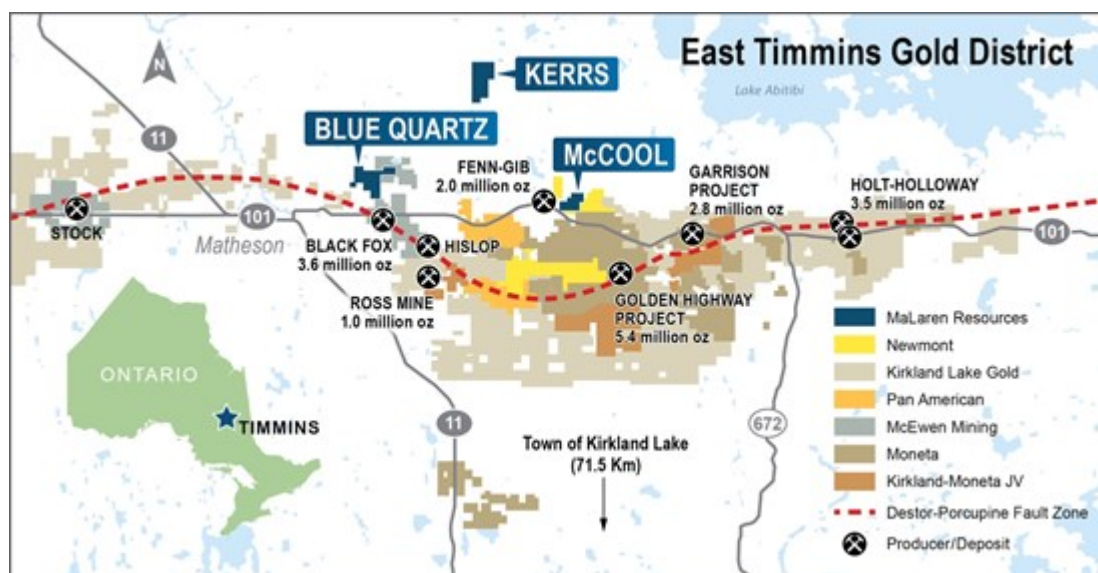 East Timmins Gold District
N
KERRS
Lake Abitibi
BLUE QUARTZ
11
FENN-GIB
2.0 million oz
McCOOL
GARRISON
PROJECT
2.8 million oz
HOLT-HOLLOWAY
3.5 million oz
STOCK
101
Matheson
BLACK FOX
3.6 million oz
HISLOP
101
ROSS MINE
1.0 million oz
GOLDEN HIGHWAY
PROJECT
5.4 million oz
ONTARIO
TIMMINS
11
672
Town of Kirkland Lake
(71.5 Km)
MaLaren Resources
Newmont
Kirkland Lake Gold
Pan American
McEwen Mining
Moneta
Kirkland-Moneta JV
Destor-Porcupine Fault Zone
Producer/Deposit